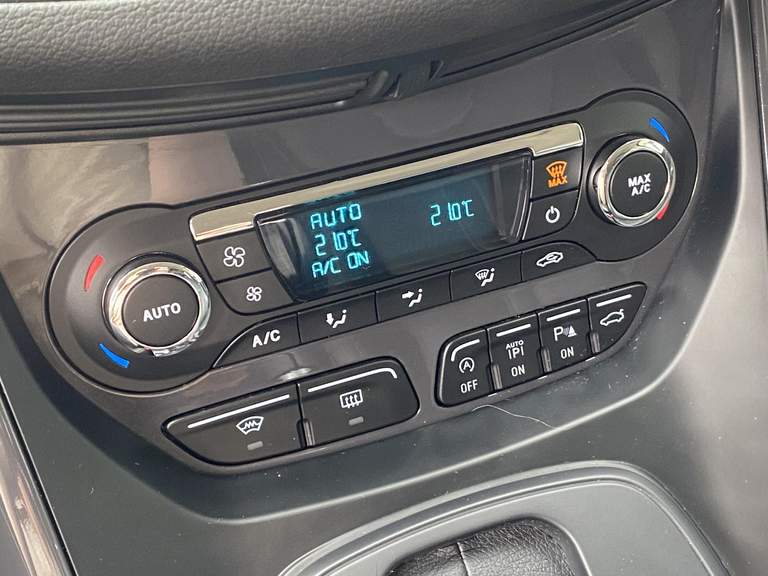 AUTO
21.0℃
21.0℃
A/C ON
MAX
MAX
A/C
AUTO
A/C
A
OFF
AUTO
P
ON
P
ON